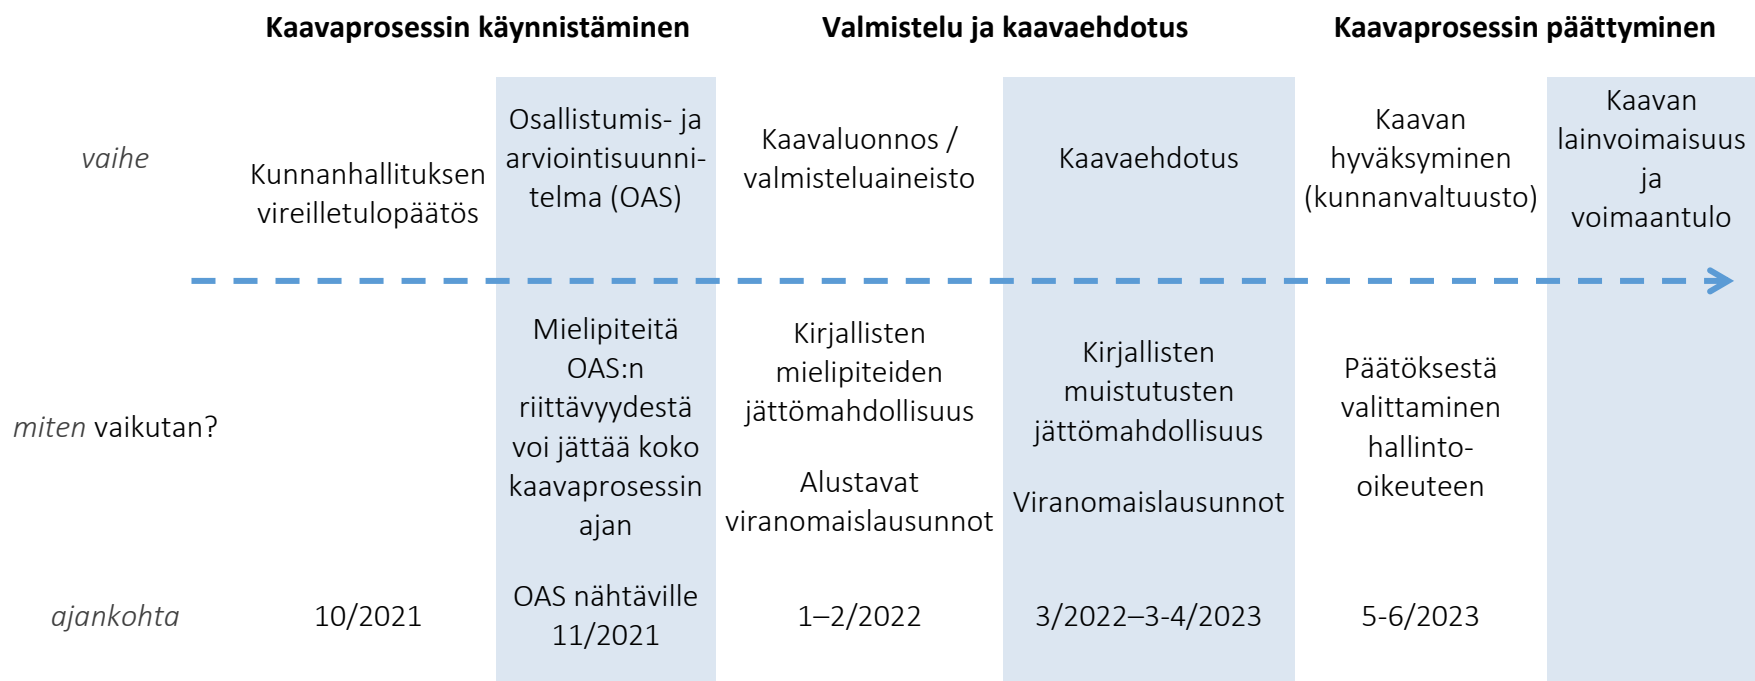 Kaavaprosessin käynnistäminen
Valmistelu ja kaavaehdotus
Kaavaprosessin päättyminen
vaihe
Kunnanhallituksen
vireilletulopäätös
Osallistumis- ja
arviointisuunni-
telma (OAS)
Kaavaluonnos /
valmisteluaineisto
Kaavaehdotus
Kaavan
hyväksyminen
(kunnanvaltuusto)
Kaavan
lainvoimaisuus
ja
voimaantulo
miten vaikutan?
Mielipiteitä
OAS:n
riittävyydestä
voi jättää koko
kaavaprosessin
ajan
Kirjallisten
mielipiteiden
jättömahdollisuus
Alustavat
viranomaislausunnot
Kirjallisten
muistutusten
jättömahdollisuus
Viranomaislausunnot
Päätöksestä
valittaminen
hallinto-
oikeuteen
ajankohta
10/2021
OAS nähtäville
11/2021
1–2/2022
3/2022–3-4/2023
5-6/2023